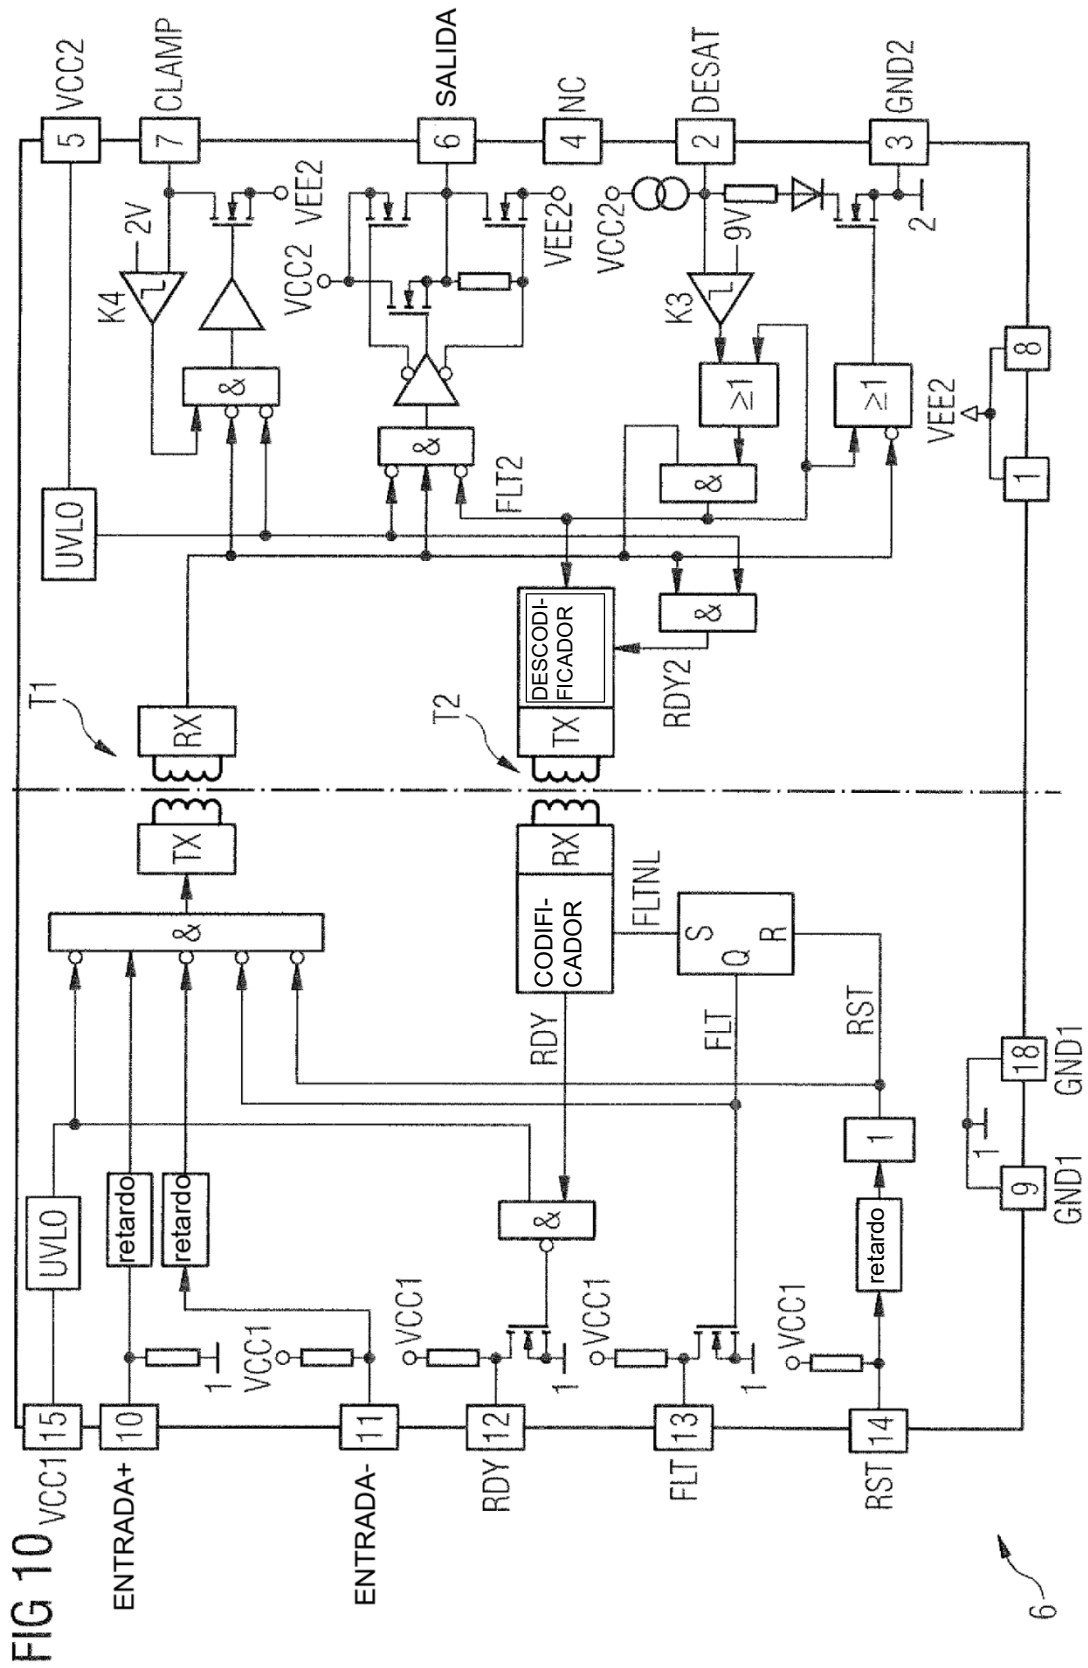 FIG 10
VCC1
15
ENTRADA+
10
ENTRADA-
11
RDY
12
FLT
13
RST
14
6
UVLO
retardo
retardo
1
VCC1
VCC1
1
VCC1
1
VCC1
retardo
1
&
&
RDY
FLT
RST
FLTNL
S
Q
R
CODIFI-
CADOR
RX
TX
9
GND1
1
18
GND1
T1
RX
T2
TX
DESCODI-
FICADOR
RDY2
&
UVLO
FLT2
&
&
&
≥1
≥1
K4
2V
VEE2
VCC2
VEE2
VCC2
K3
9V
2
VEE2
1
8
5
VCC2
7
CLAMP
6
SALIDA
4
NC
2
DESAT
3
GND2